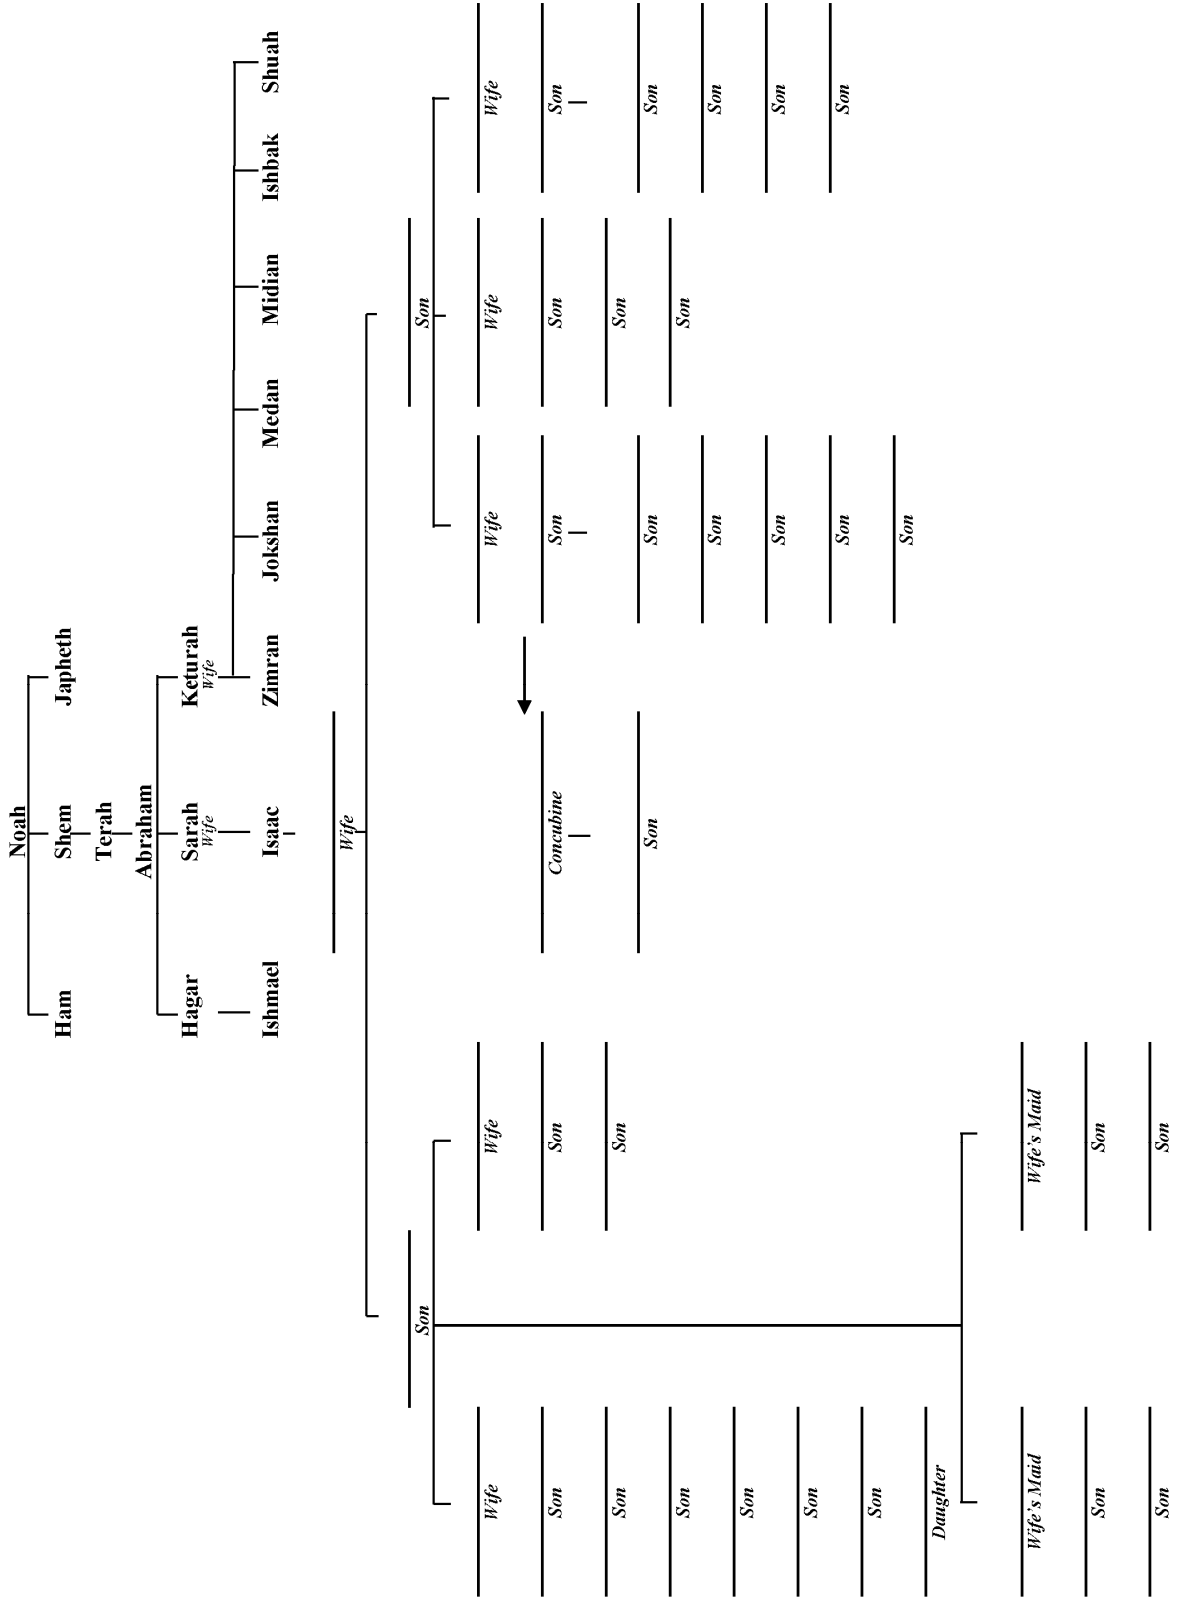 Noah
Ham Shem Japheth
Terah
Abraham
Hagar Sarah Keturah
Wife Wife
Ishmael Isaac Zimran Jokshan Medan Midian Ishbak Shuah
Wife
Son Son
Wife Wife Wife Wife Wife
Son Son Concubine Son Son Son
Son Son Son
Son Son Son
Son Son
Son Son
Son
Son Son
Son
Son Son
Son
Son
Daughter
Wife's Maid Wife's Maid
Son Son
Son Son